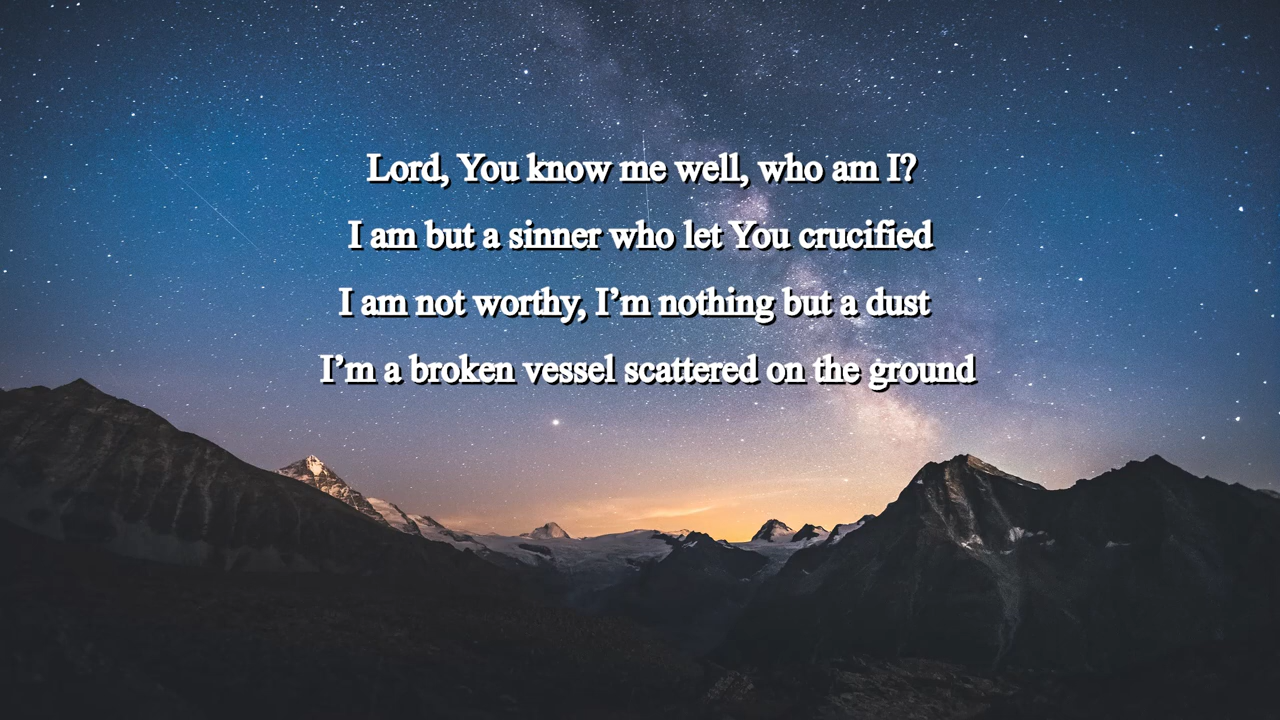 Lord, You know me well, who am I?
I am but a sinner who let You crucified
I am not worthy, I’m nothing but a dust
I’m a broken vessel scattered on the ground